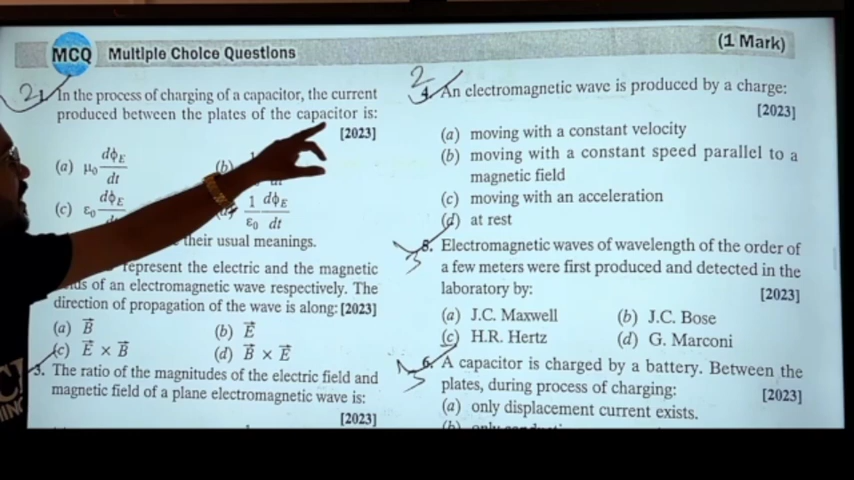 MCQ Multiple Choice Questions
(1 Mark)
2
1. In the process of charging of a capacitor, the current
produced between the plates of the capacitor is:
[2023]
(a) μ₀ dϕ_E/dt
(b)
(c) ε₀ dϕ_E
(d) 1/ε₀ dϕ_E/dt
their usual meanings.
represent the electric and the magnetic
of an electromagnetic wave respectively. The
direction of propagation of the wave is along: [2023]
(a) B⃗
(b) E⃗
(c) E⃗ × B⃗
(d) B⃗ × E⃗
3. The ratio of the magnitudes of the electric field and
magnetic field of a plane electromagnetic wave is:
[2023]
2
4. An electromagnetic wave is produced by a charge:
[2023]
(a) moving with a constant velocity
(b) moving with a constant speed parallel to a
magnetic field
(c) moving with an acceleration
(d) at rest
5. Electromagnetic waves of wavelength of the order of
a few meters were first produced and detected in the
laboratory by:
[2023]
(a) J.C. Maxwell
(b) J.C. Bose
(c) H.R. Hertz
(d) G. Marconi
6. A capacitor is charged by a battery. Between the
plates, during process of charging:
[2023]
(a) only displacement current exists.